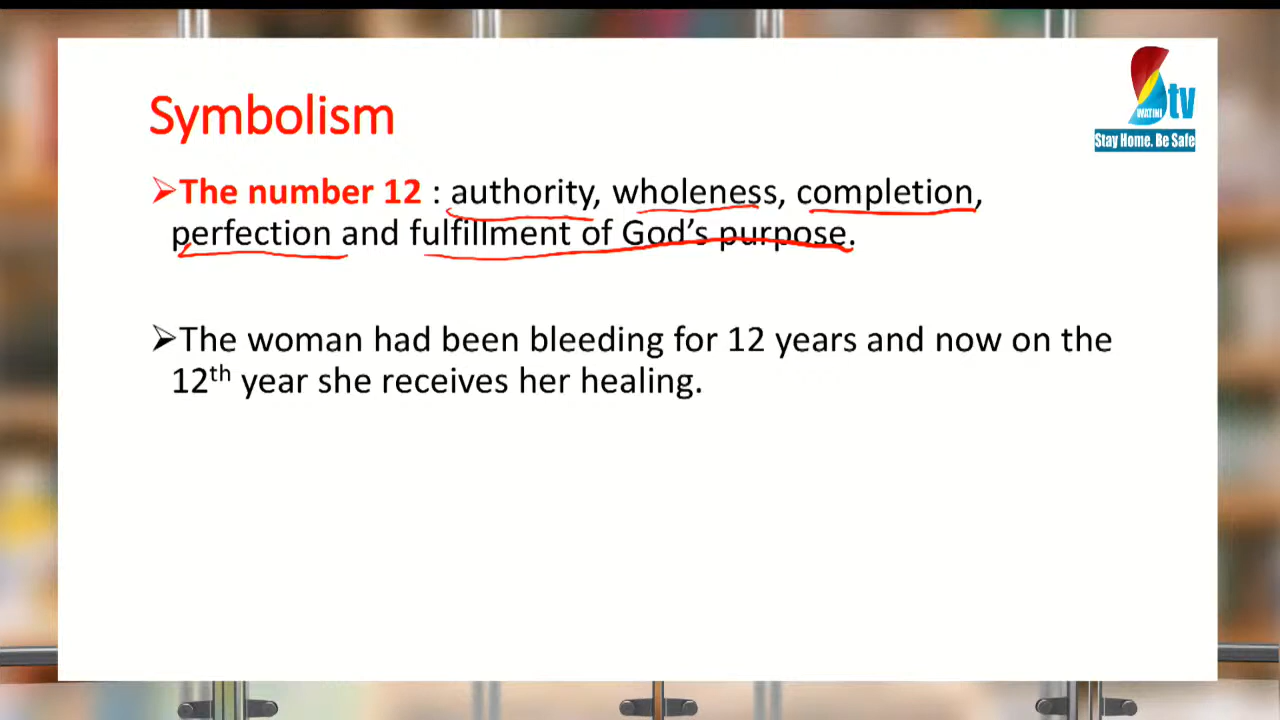 Symbolism
tv
WATINI
Stay Home. Be Safe
➢The number 12 : authority, wholeness, completion,
perfection and fulfillment of God’s purpose.
➢The woman had been bleeding for 12 years and now on the
12th year she receives her healing.